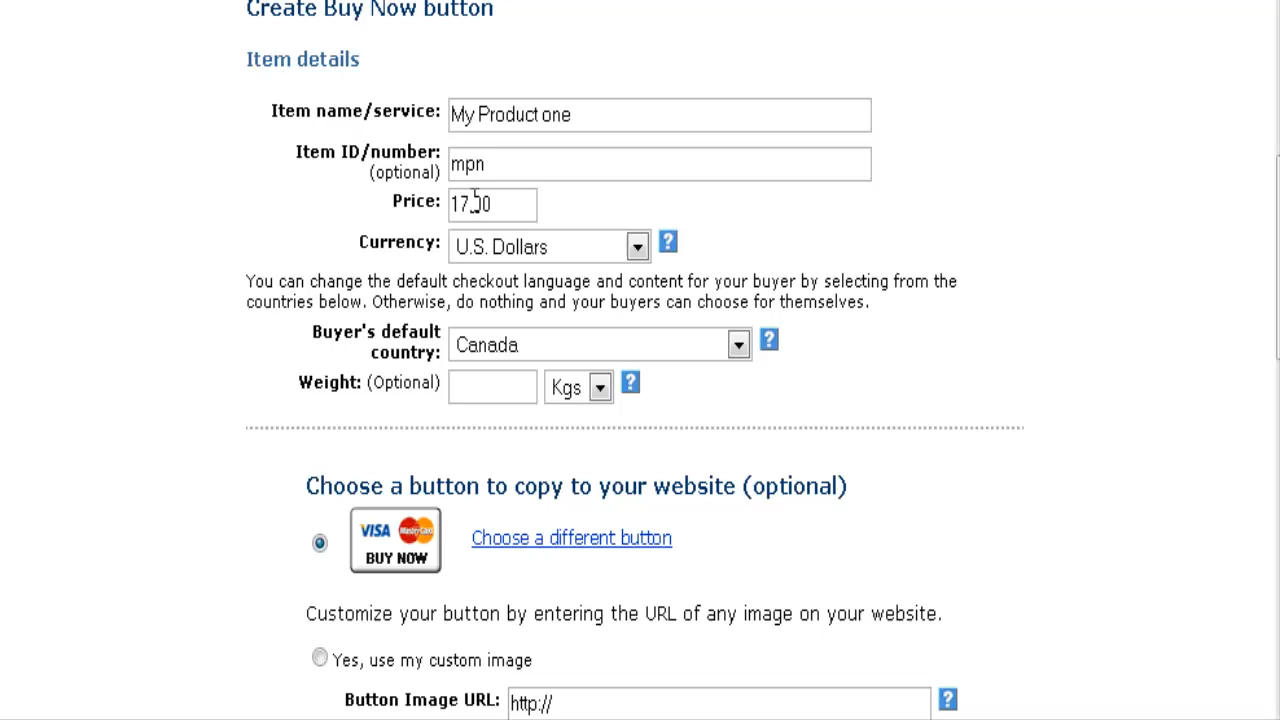 Create Buy Now button
Item details
Item name/service: My Product one
Item ID/number: mpn
(optional)
Price: 17.00
Currency: U.S. Dollars ?
You can change the default checkout language and content for your buyer by selecting from the
countries below. Otherwise, do nothing and your buyers can choose for themselves.
Buyer's default
country: Canada ?
Weight: (Optional) Kgs ?
Choose a button to copy to your website (optional)
VISA MasterCard
BUY NOW
Choose a different button
Customize your button by entering the URL of any image on your website.
Yes, use my custom image
Button Image URL: http:// ?